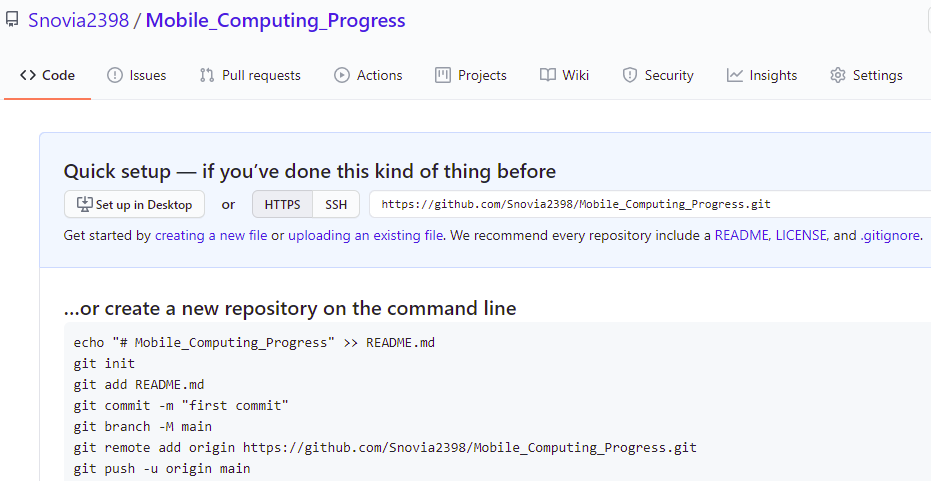 Snovia2398 / Mobile_Computing_Progress
Code Issues Pull requests Actions Projects Wiki Security Insights Settings
Quick setup — if you’ve done this kind of thing before
Set up in Desktop or HTTPS SSH https://github.com/Snovia2398/Mobile_Computing_Progress.git
Get started by creating a new file or uploading an existing file. We recommend every repository include a README, LICENSE, and .gitignore.
…or create a new repository on the command line
echo "# Mobile_Computing_Progress" >> README.md
git init
git add README.md
git commit -m "first commit"
git branch -M main
git remote add origin https://github.com/Snovia2398/Mobile_Computing_Progress.git
git push -u origin main